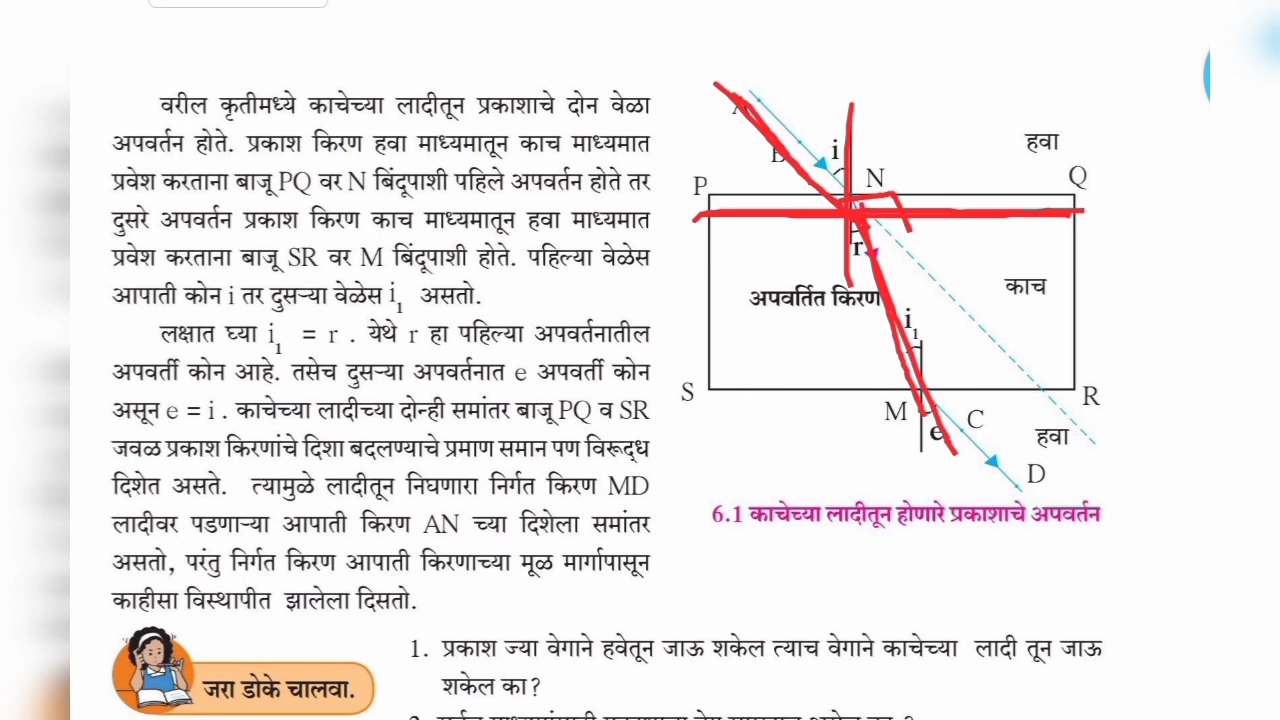 वरील कृतीमध्ये काचेच्या लादीतून प्रकाशाचे दोन वेळा
अपवर्तन होते. प्रकाश किरण हवा माध्यमातून काच माध्यमात
प्रवेश करताना बाजू PQ वर N बिंदूपाशी पहिले अपवर्तन होते तर
दुसरे अपवर्तन प्रकाश किरण काच माध्यमातून हवा माध्यमात
प्रवेश करताना बाजू SR वर M बिंदूपाशी होते. पहिल्या वेळेस
आपाती कोन i तर दुसऱ्या वेळेस i₁ असतो.
लक्षात घ्या i₁ = r . येथे r हा पहिल्या अपवर्तनातील
अपवर्ती कोन आहे. तसेच दुसऱ्या अपवर्तनात e अपवर्ती कोन
असून e = i . काचेच्या लादीच्या दोन्ही समांतर बाजू PQ व SR
जवळ प्रकाश किरणांचे दिशा बदलण्याचे प्रमाण समान पण विरूद्ध
दिशेत असते. त्यामुळे लादीतून निघणारा निर्गत किरण MD
लादीवर पडणाऱ्या आपाती किरण AN च्या दिशेला समांतर
असतो, परंतु निर्गत किरण आपाती किरणाच्या मूळ मार्गापासून
काहीसा विस्थापीत झालेला दिसतो.
A
i
हवा
P
N
Q
r
अपवर्तित किरण
काच
i₁
S
M
C
R
e
हवा
D
6.1 काचेच्या लादीतून होणारे प्रकाशाचे अपवर्तन
जरा डोके चालवा.
1. प्रकाश ज्या वेगाने हवेतून जाऊ शकेल त्याच वेगाने काचेच्या लादी तून जाऊ
शकेल का?